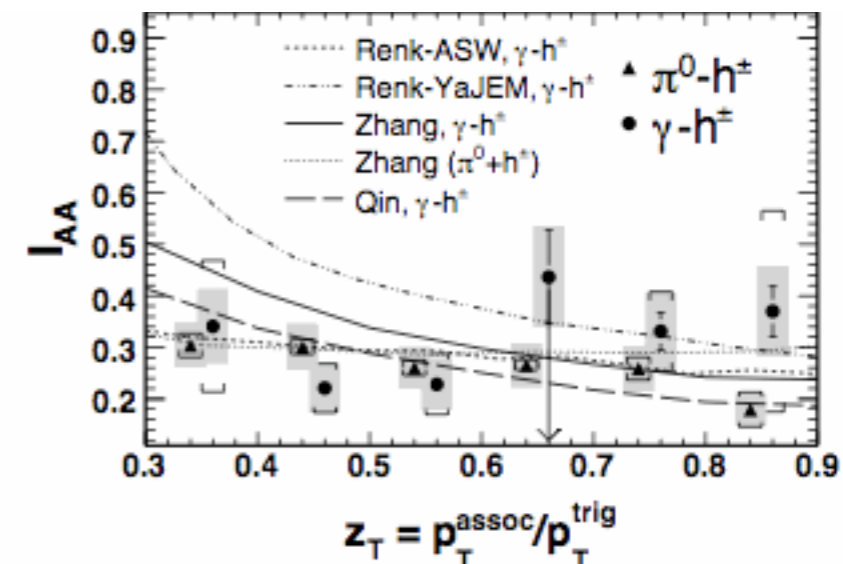 0.9
0.8
0.7
0.6
0.5
0.4
0.3
0.2
I_AA
Renk-ASW, γ-h±
Renk-YaJEM, γ-h±
Zhang, γ-h±
Zhang (π⁰+h±)
Qin, γ-h±
π⁰-h±
γ-h±
0.3 0.4 0.5 0.6 0.7 0.8 0.9
z_T = p_T^assoc/p_T^trig